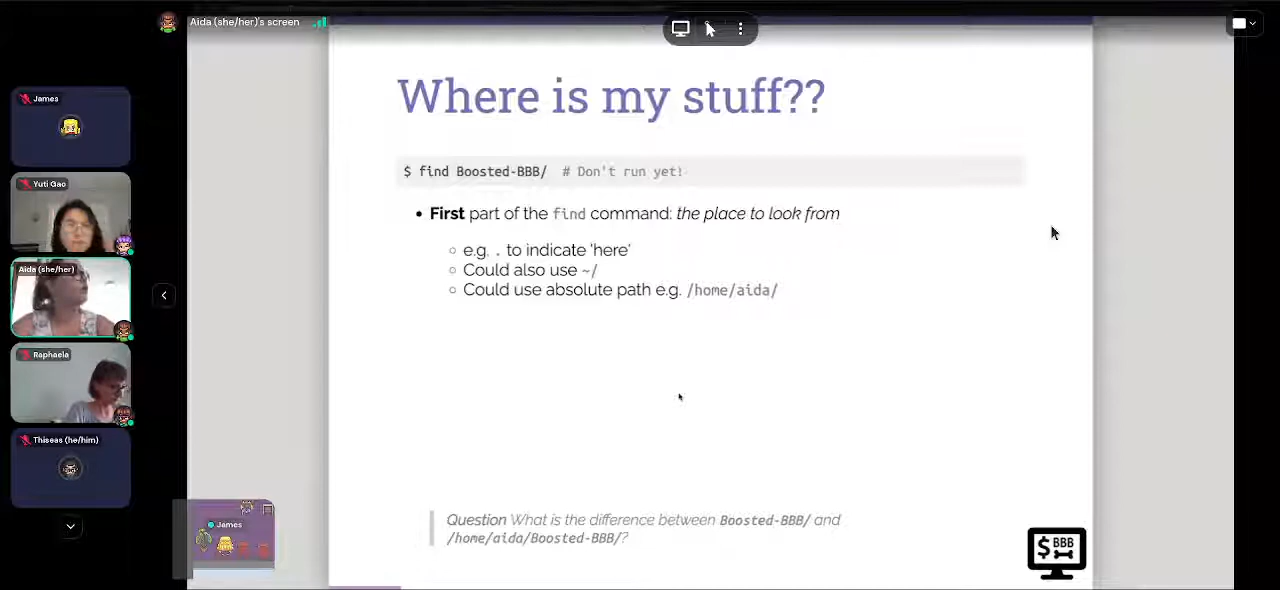 Aida (she/her)'s screen
James
Yuti Gao
Aida (she/her)
Raphaela
Thiseas (he/him)
James
Where is my stuff??
$ find Boosted-BBB/ # Don't run yet!
• First part of the find command: the place to look from
◦ e.g. . to indicate 'here'
◦ Could also use ~/
◦ Could use absolute path e.g. /home/aida/
Question What is the difference between Boosted-BBB/ and
/home/aida/Boosted-BBB/?
$ BBB